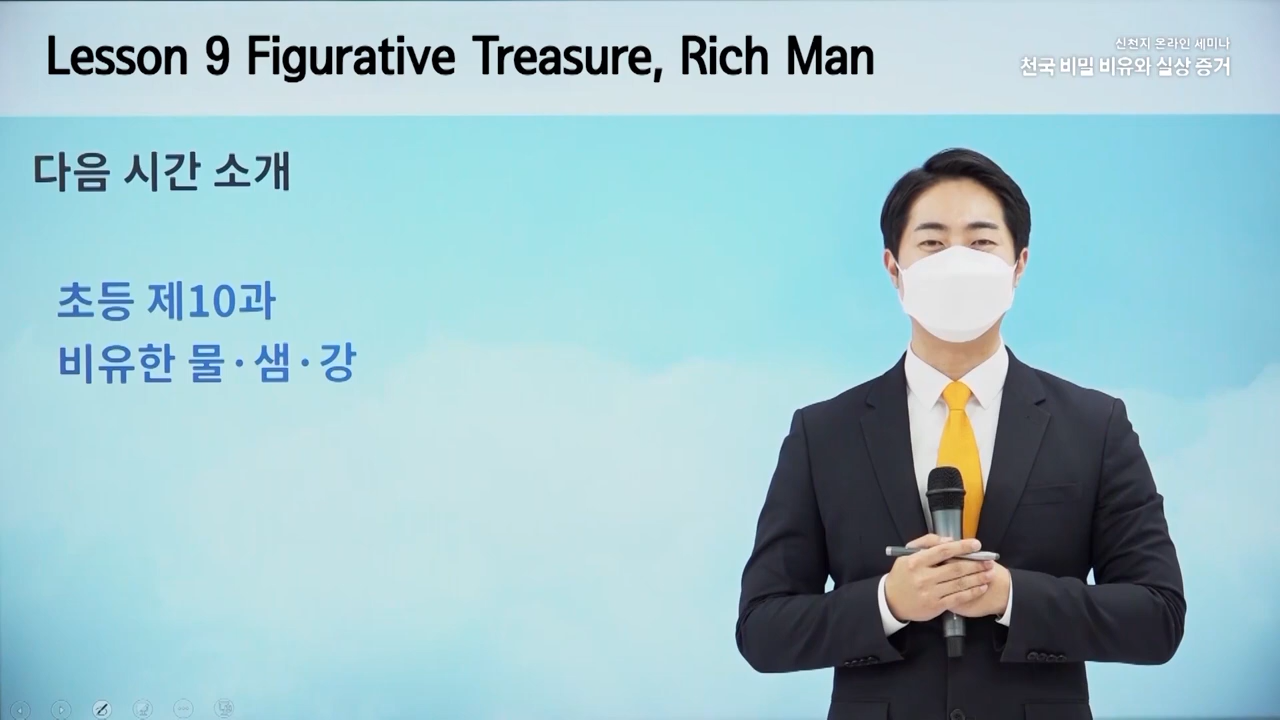 Lesson 9 Figurative Treasure, Rich Man
신천지 온라인 세미나
천국 비밀 비유와 실상 증거
다음 시간 소개
초등 제10과
비유한 물·샘·강